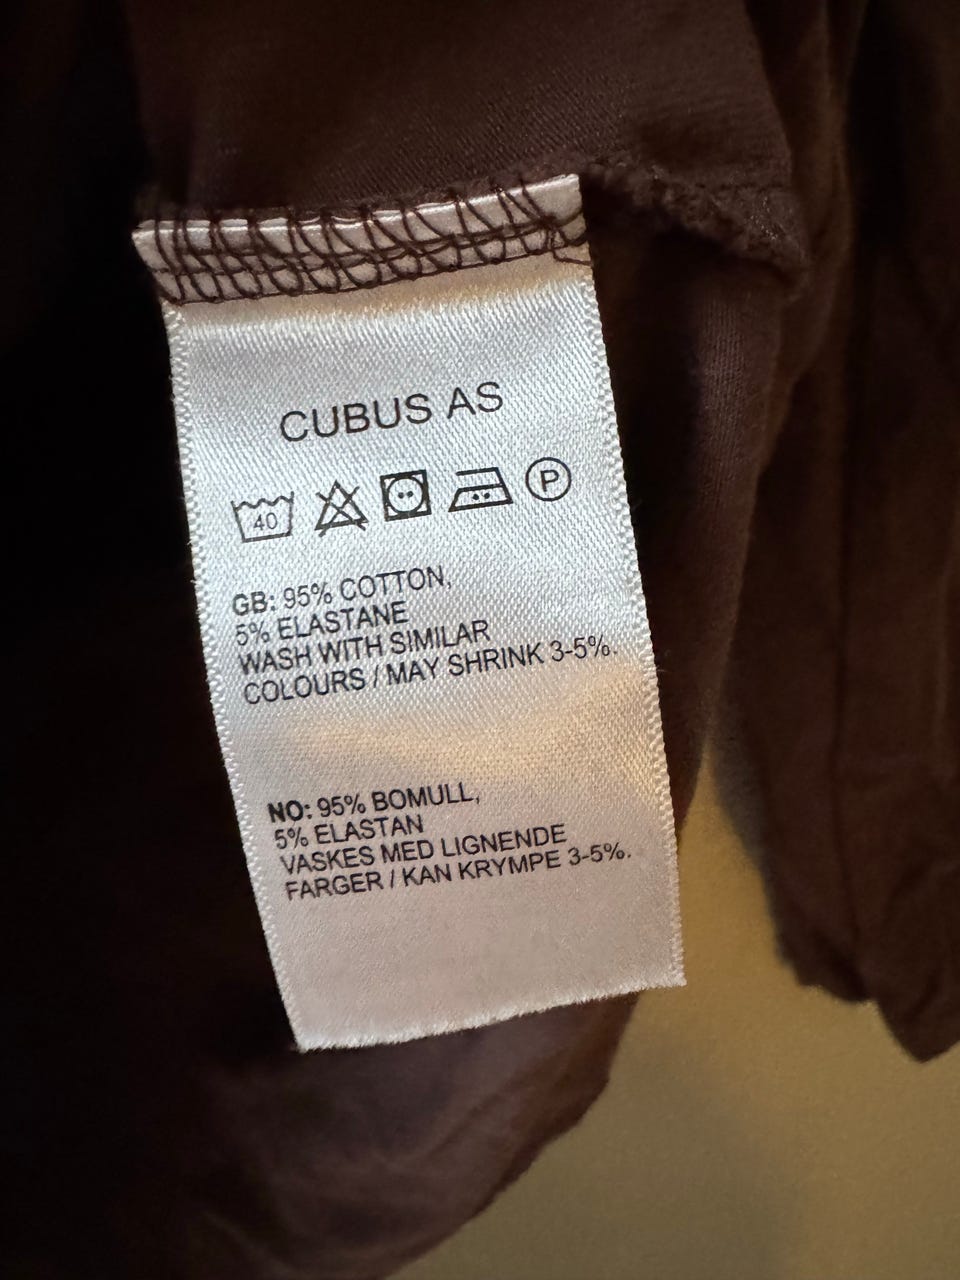 CUBUS AS
40 P
GB: 95% COTTON,
5% ELASTANE
WASH WITH SIMILAR
COLOURS / MAY SHRINK 3-5%.
NO: 95% BOMULL,
5% ELASTAN
VASKES MED LIGNENDE
FARGER / KAN KRYMPE 3-5%.